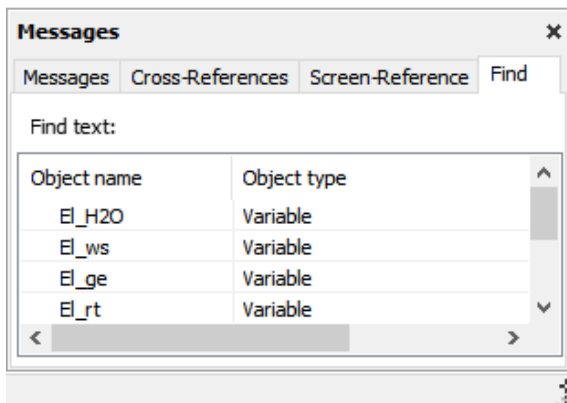 Messages
Messages Cross-References Screen-Reference Find
Find text:
Object name Object type
El_H2O Variable
El_ws Variable
El_ge Variable
El_rt Variable